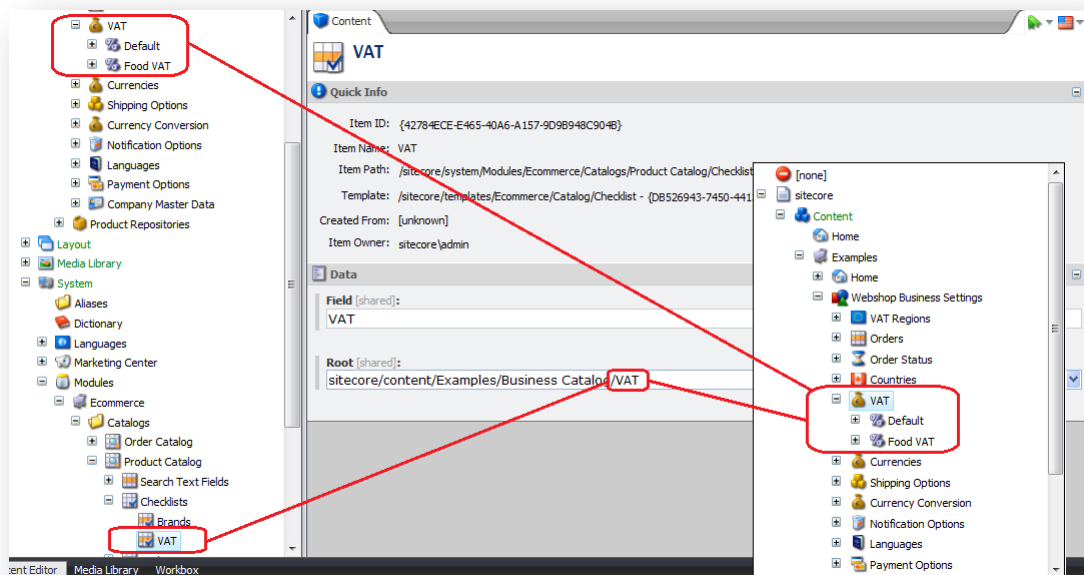 VAT
Default
Food VAT
Currencies
Shipping Options
Currency Conversion
Notification Options
Languages
Payment Options
Company Master Data
Product Repositories
Layout
Media Library
System
Aliases
Dictionary
Languages
Marketing Center
Modules
Ecommerce
Catalogs
Order Catalog
Product Catalog
Search Text Fields
Checklists
Brands
VAT
ent Editor Media Library Workbox
Content
VAT
Quick Info
Item ID: {42784ECE-E465-40A6-A157-9D9B948C904B}
Item Name: VAT
Item Path: /sitecore/system/Modules/Ecommerce/Catalogs/Product Catalog/Checklist
Template: /sitecore/templates/Ecommerce/Catalog/Checklist - {DB526943-7450-441
Created From: [unknown]
Item Owner: sitecore\admin
Data
Field [shared]:
VAT
Root [shared]:
sitecore/content/Examples/Business Catalog/VAT
[none]
sitecore
Content
Home
Examples
Home
Webshop Business Settings
VAT Regions
Orders
Order Status
Countries
VAT
Default
Food VAT
Currencies
Shipping Options
Currency Conversion
Notification Options
Languages
Payment Options